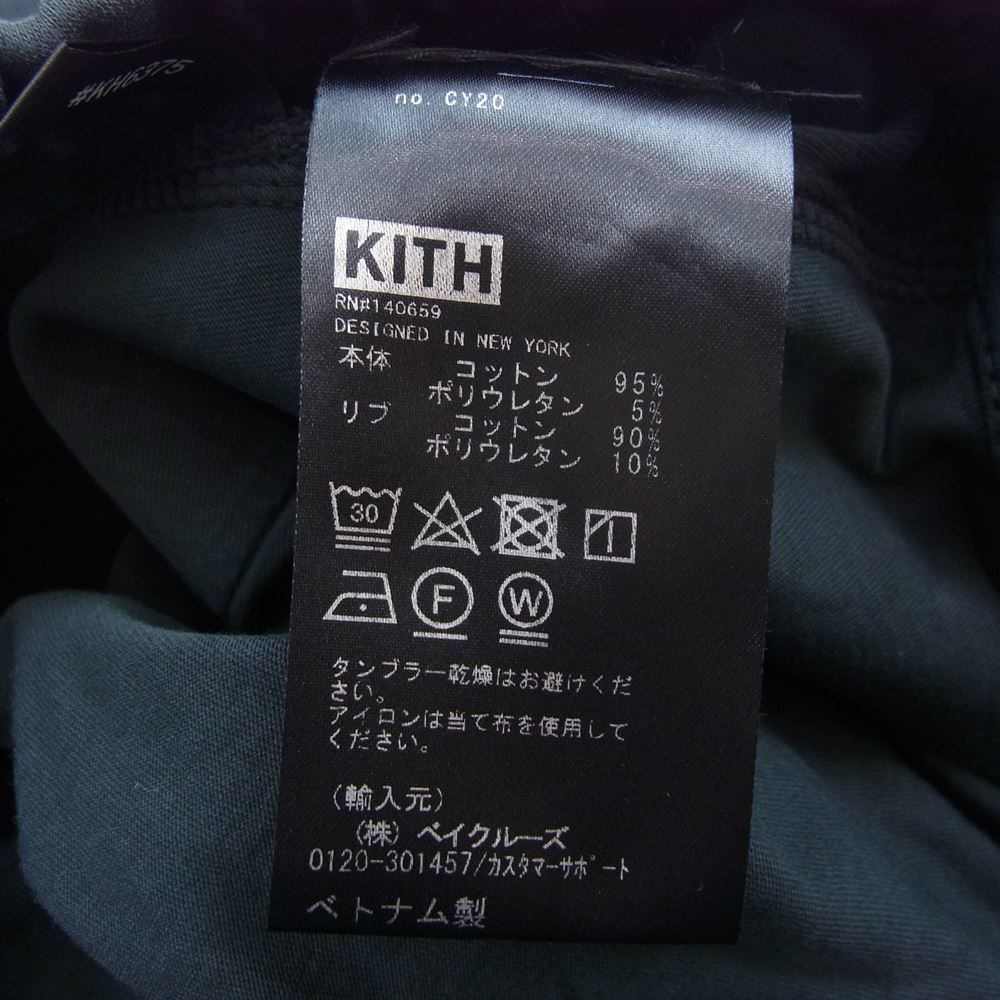 #KH6375
no. CY20
KITH
RN#140659
DESIGNED IN NEW YORK
本体 コットン 95%
ポリウレタン 5%
リブ コットン 90%
ポリウレタン 10%
30
F W
タンブラー乾燥はお避けくだ
さい。
アイロンは当て布を使用して
ください。
(輸入元)
(株) ベイクルーズ
0120-301457/カスタマーサポート
ベトナム製